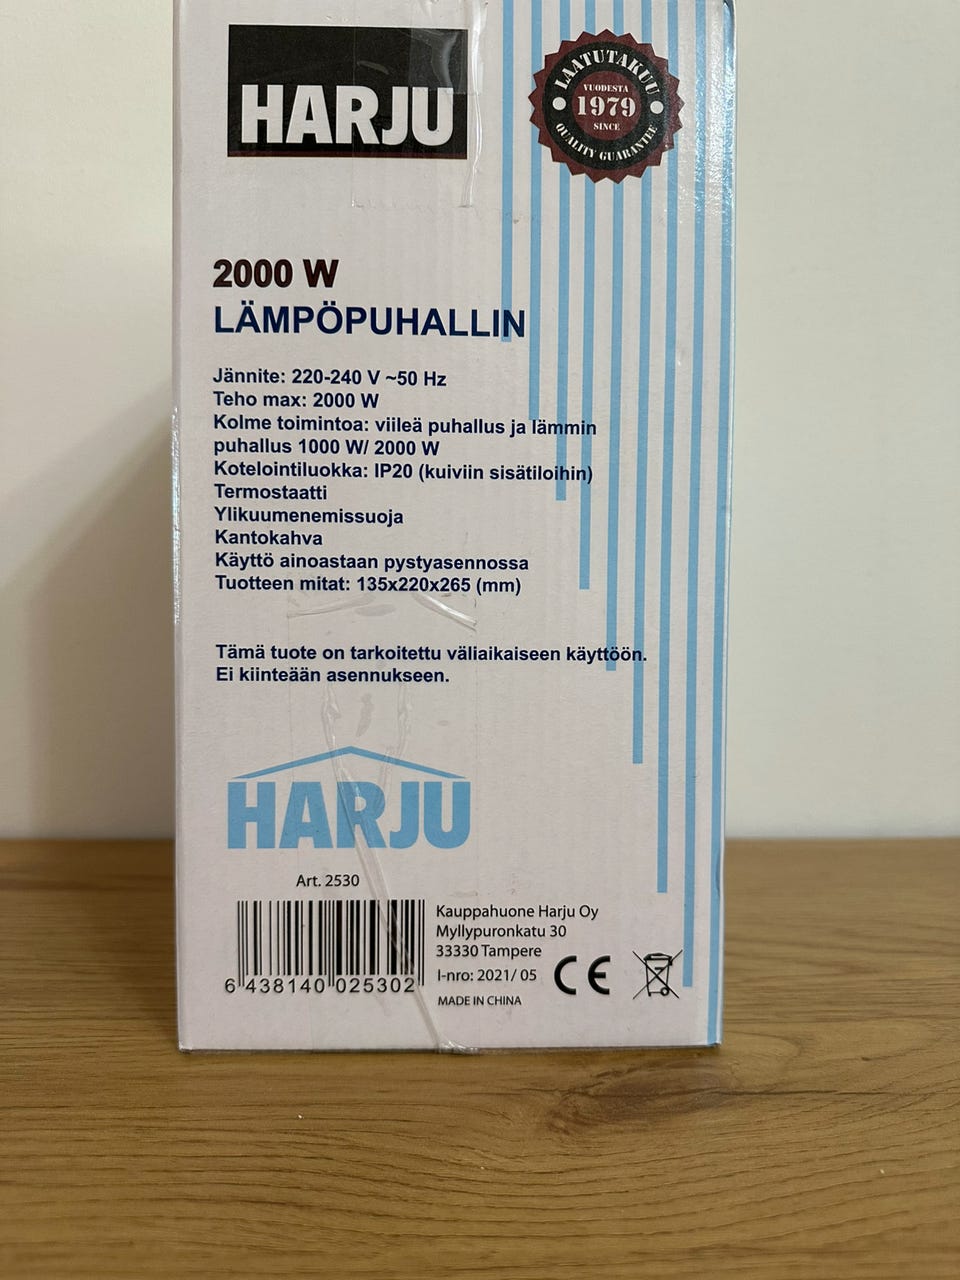 HARJU
LAATUTAKUU
VUODESTA
1979
SINCE
QUALITY GUARANTEE
2000 W
LÄMPÖPUHALLIN
Jännite: 220-240 V ~50 Hz
Teho max: 2000 W
Kolme toimintoa: viileä puhallus ja lämmin
puhallus 1000 W/ 2000 W
Kotelointiluokka: IP20 (kuiviin sisätiloihin)
Termostaatti
Ylikuumenemissuoja
Kantokahva
Käyttö ainoastaan pystyasennossa
Tuotteen mitat: 135x220x265 (mm)
Tämä tuote on tarkoitettu väliaikaiseen käyttöön.
Ei kiinteään asennukseen.
HARJU
Art. 2530
6 438140 025302
Kauppahuone Harju Oy
Myllypuronkatu 30
33330 Tampere
I-nro: 2021/ 05
MADE IN CHINA
CE